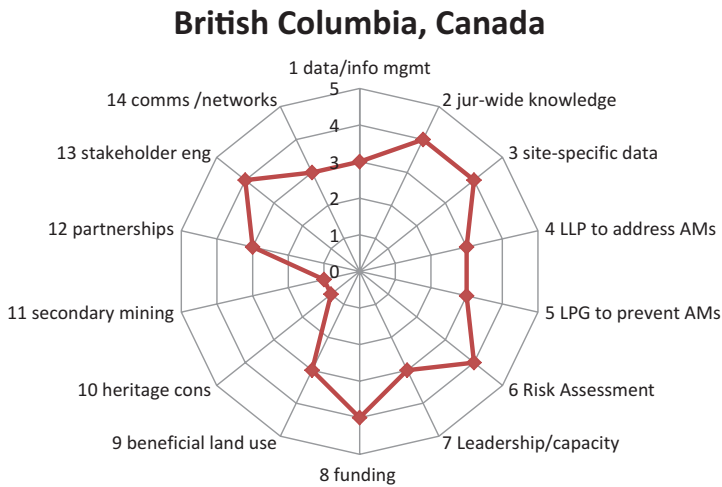 British Columbia, Canada
1 data/info mgmt
2 jur-wide knowledge
3 site-specific data
4 LLP to address AMs
5 LPG to prevent AMs
6 Risk Assessment
7 Leadership/capacity
8 funding
9 beneficial land use
10 heritage cons
11 secondary mining
12 partnerships
13 stakeholder eng
14 comms /networks
5
4
3
2
1
0